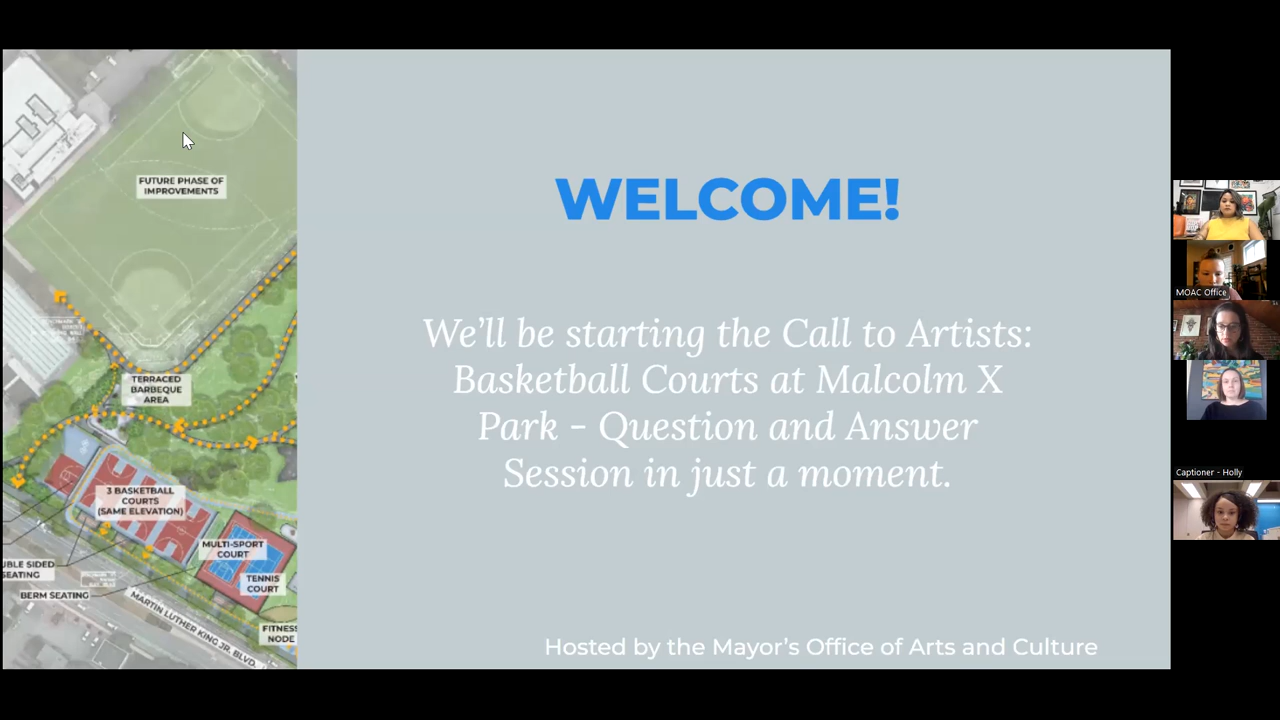 FUTURE PHASE OF
IMPROVEMENTS
TERRACED
BARBEQUE
AREA
3 BASKETBALL
COURTS
(SAME ELEVATION)
MULTI-SPORT
COURT
TENNIS
COURT
SEATING
BERM SEATING
MARTIN LUTHER KING JR. BLVD.
FITNESS
NODE
WELCOME!
We'll be starting the Call to Artists:
Basketball Courts at Malcolm X
Park - Question and Answer
Session in just a moment.
Hosted by the Mayor's Office of Arts and Culture
MOAC Office
Captioner - Holly